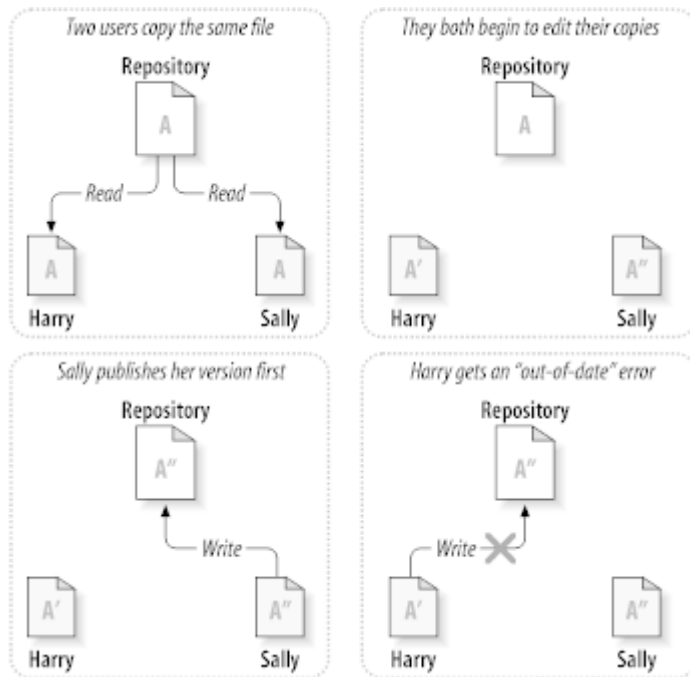 Two users copy the same file
Repository
A
Read
Read
A
A
Harry
Sally
They both begin to edit their copies
Repository
A
A'
A"
Harry
Sally
Sally publishes her version first
Repository
A"
Write
A'
A"
Harry
Sally
Harry gets an “out-of-date” error
Repository
A"
Write
A'
A"
Harry
Sally